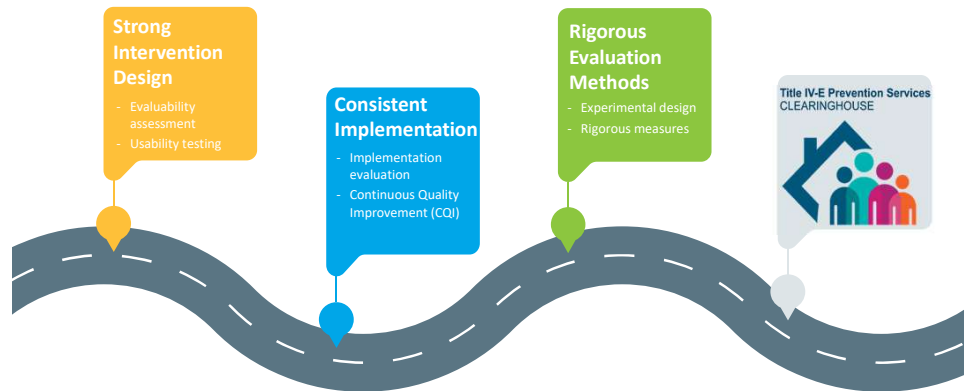 Strong
Intervention
Design
- Evaluability
assessment
- Usability testing
Consistent
Implementation
- Implementation
evaluation
- Continuous Quality
Improvement (CQI)
Rigorous
Evaluation
Methods
- Experimental design
- Rigorous measures
Title IV-E Prevention Services
CLEARINGHOUSE